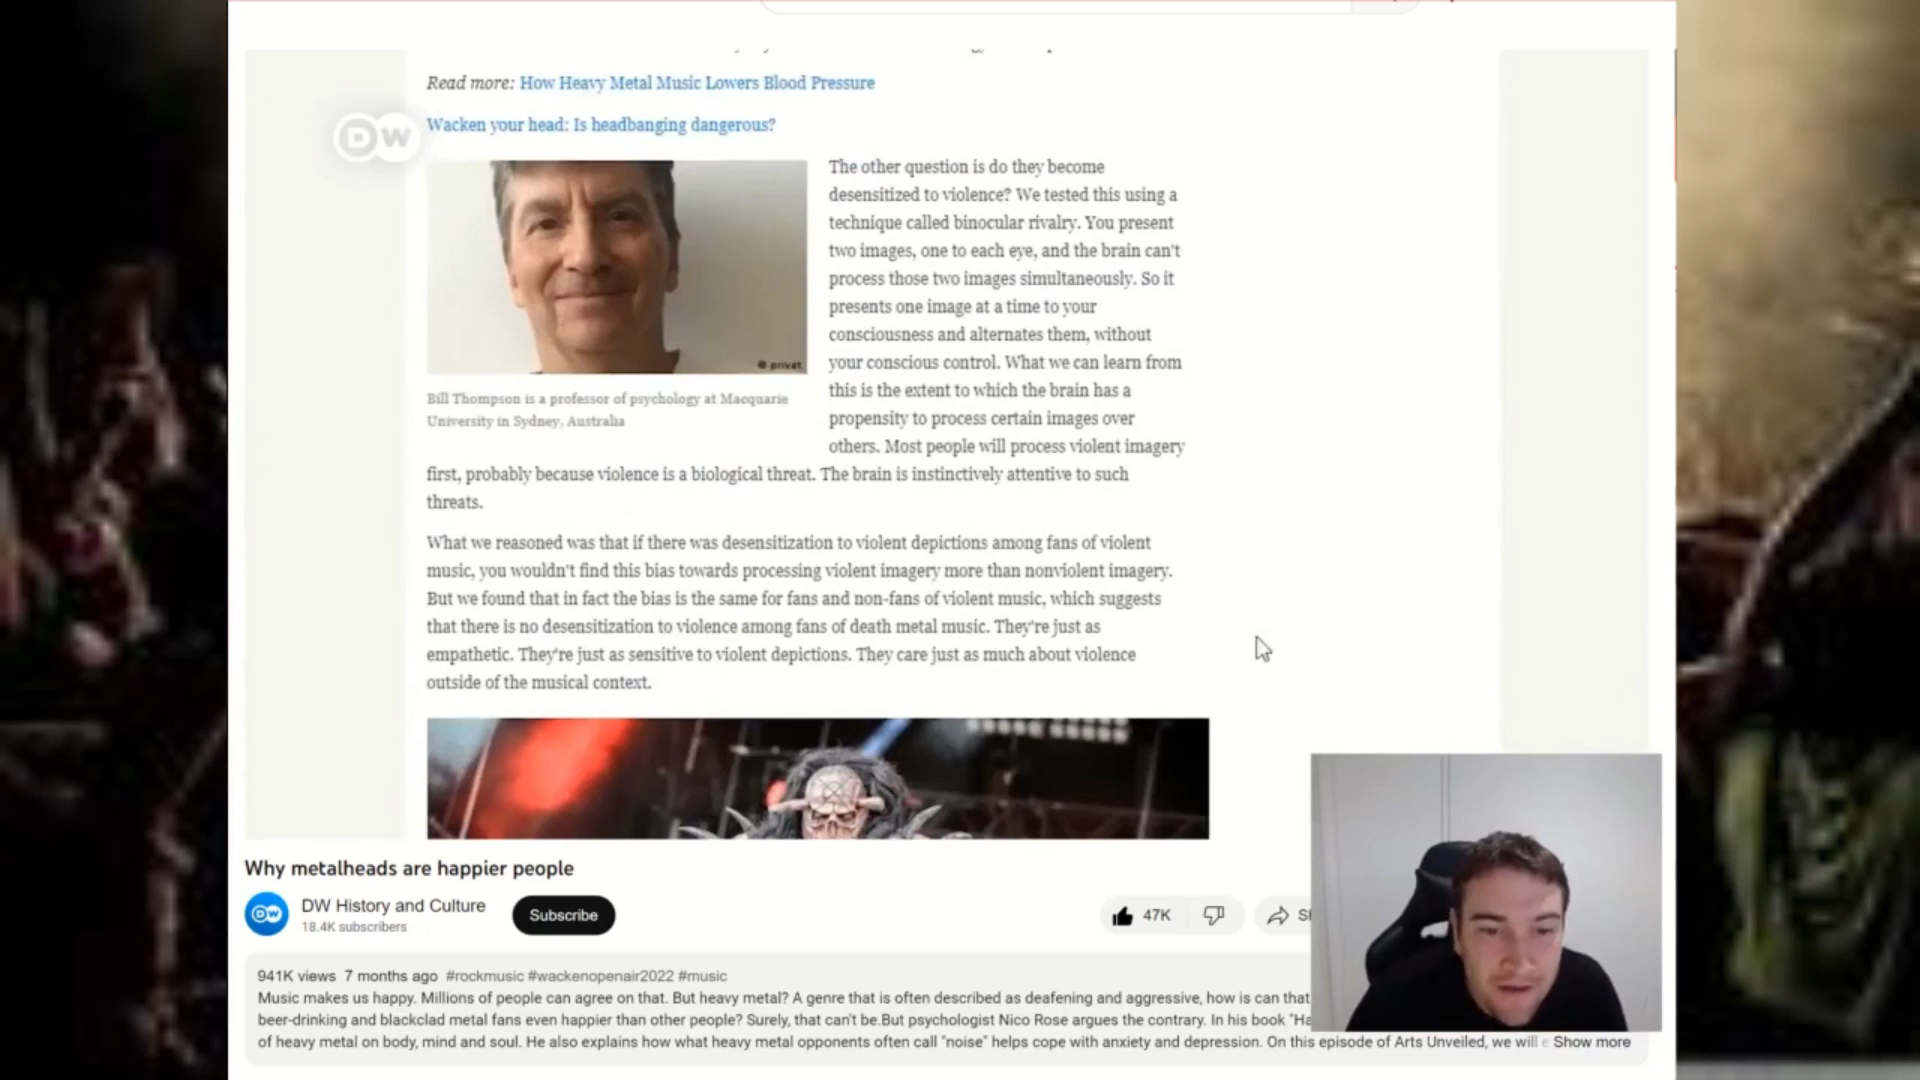 Read more: How Heavy Metal Music Lowers Blood Pressure
DW
Wacken your head: Is headbanging dangerous?
The other question is do they become
desensitized to violence? We tested this using a
technique called binocular rivalry. You present
two images, one to each eye, and the brain can't
process those two images simultaneously. So it
presents one image at a time to your
consciousness and alternates them, without
your conscious control. What we can learn from
this is the extent to which the brain has a
propensity to process certain images over
others. Most people will process violent imagery
first, probably because violence is a biological threat. The brain is instinctively attentive to such
threats.
© privat
Bill Thompson is a professor of psychology at Macquarie
University in Sydney, Australia
What we reasoned was that if there was desensitization to violent depictions among fans of violent
music, you wouldn't find this bias towards processing violent imagery more than nonviolent imagery.
But we found that in fact the bias is the same for fans and non-fans of violent music, which suggests
that there is no desensitization to violence among fans of death metal music. They're just as
empathetic. They're just as sensitive to violent depictions. They care just as much about violence
outside of the musical context.
Why metalheads are happier people
DW
DW History and Culture
18.4K subscribers
Subscribe
47K
941K views 7 months ago #rockmusic #wackenopenair2022 #music
Music makes us happy. Millions of people can agree on that. But heavy metal? A genre that is often described as deafening and aggressive, how is can that
beer-drinking and blackclad metal fans even happier than other people? Surely, that can't be.But psychologist Nico Rose argues the contrary. In his book "Ha
of heavy metal on body, mind and soul. He also explains how what heavy metal opponents often call "noise" helps cope with anxiety and depression. On this episode of Arts Unveiled, we will Show more